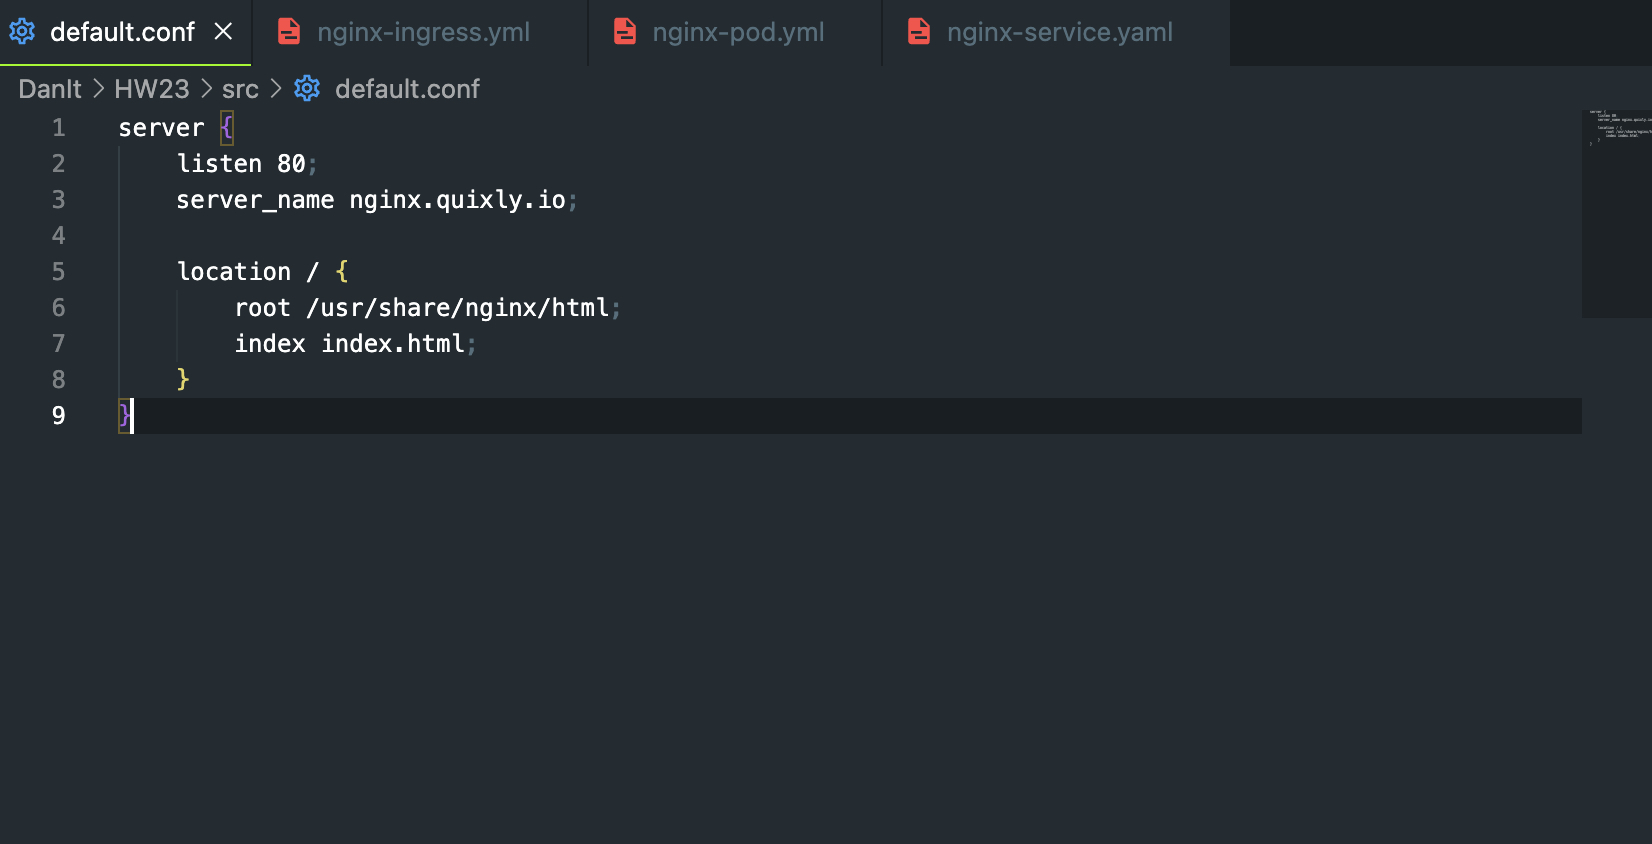 default.conf nginx-ingress.yml nginx-pod.yml nginx-service.yaml
DanIt > HW23 > src > default.conf
1 server {
2     listen 80;
3     server_name nginx.quixly.io;
4
5     location / {
6         root /usr/share/nginx/html;
7         index index.html;
8     }
9 }